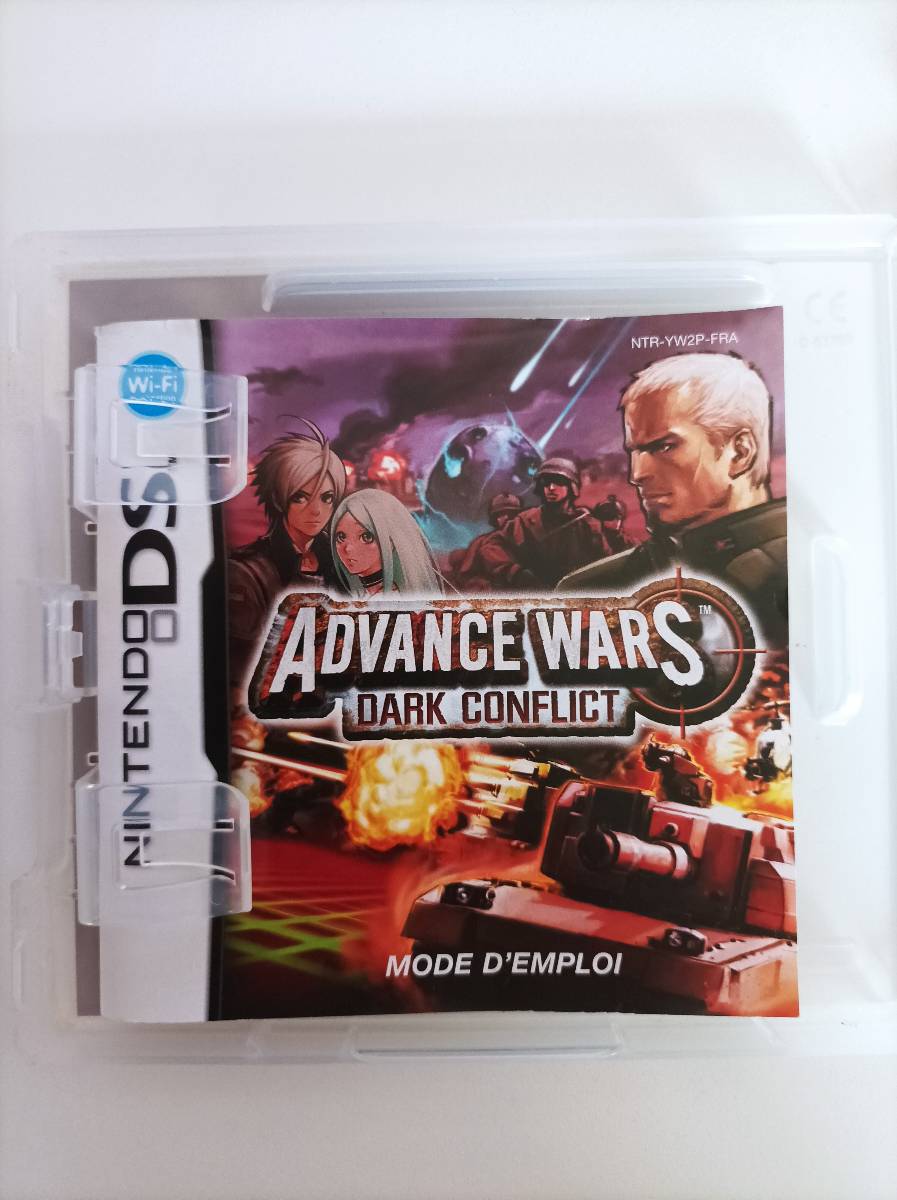 NTR-YW2P-FRA
Wi-Fi
NINTENDO DS
ADVANCE WARS™
DARK CONFLICT
MODE D'EMPLOI
CE